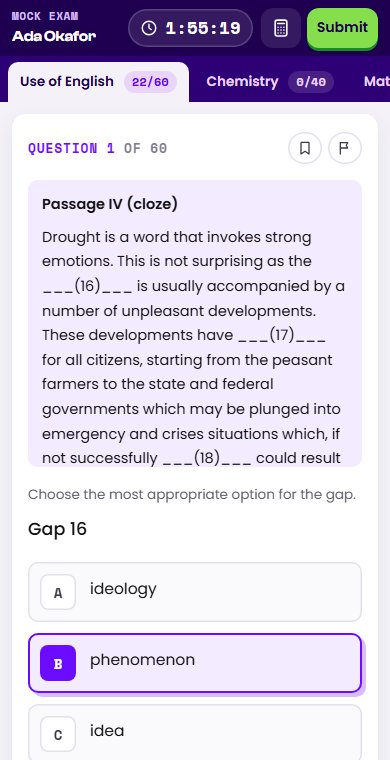 MOCK EXAM
Ada Okafor
1:55:19
Submit
Use of English 22/60
Chemistry 0/40
Mat
QUESTION 1 OF 60
Passage IV (cloze)
Drought is a word that invokes strong
emotions. This is not surprising as the
___(16)___ is usually accompanied by a
number of unpleasant developments.
These developments have ___(17)___
for all citizens, starting from the peasant
farmers to the state and federal
governments which may be plunged into
emergency and crises situations which, if
not successfully ___(18)___ could result
Choose the most appropriate option for the gap.
Gap 16
A ideology
B phenomenon
C idea